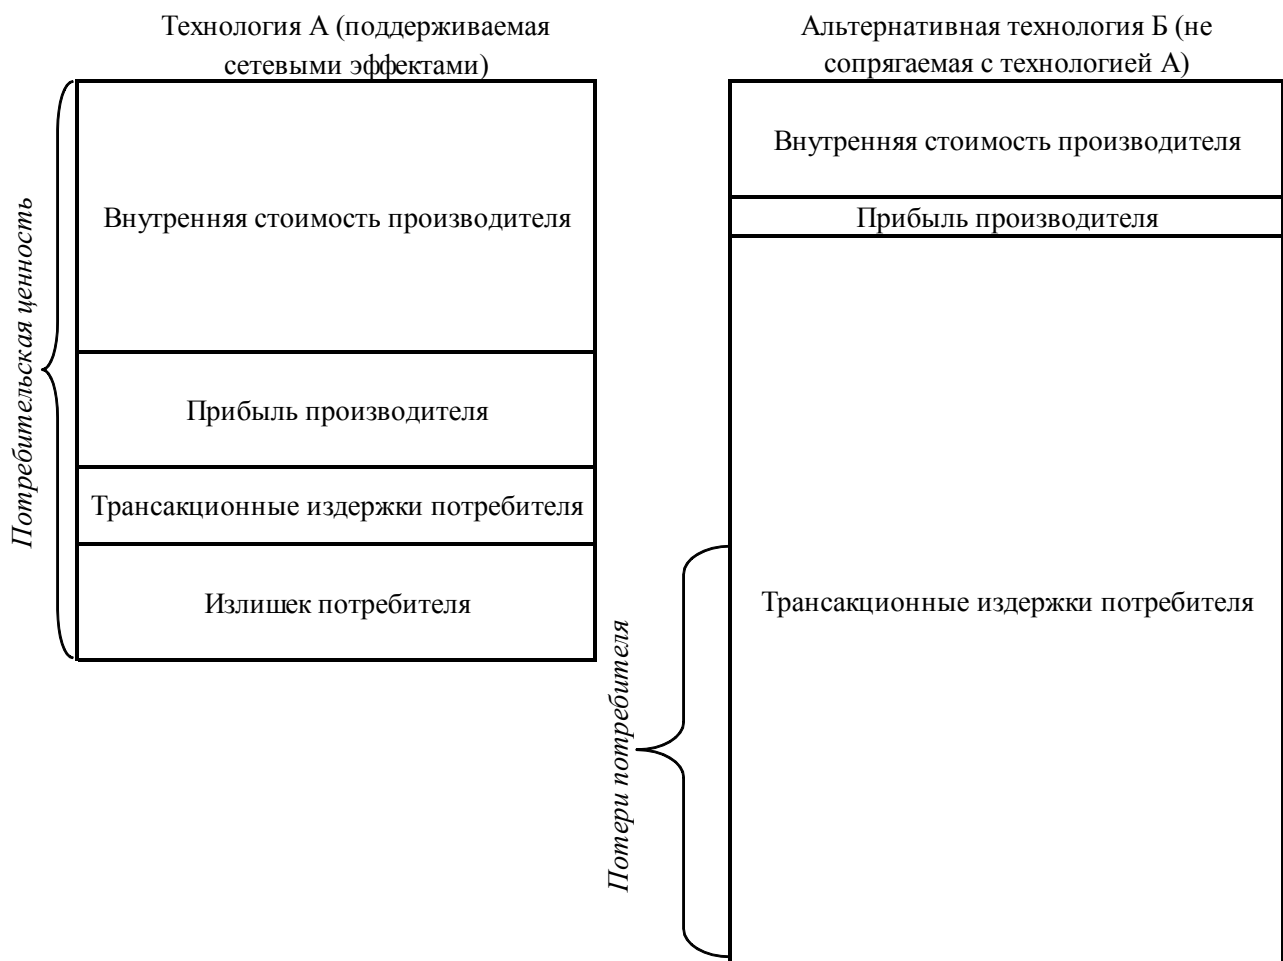 Технология А (поддерживаемая
сетевыми эффектами)
Потребительская ценность
Внутренняя стоимость производителя
Прибыль производителя
Трансакционные издержки потребителя
Излишек потребителя
Альтернативная технология Б (не
сопрягаемая с технологией А)
Внутренняя стоимость производителя
Прибыль производителя
Трансакционные издержки потребителя
Потери потребителя